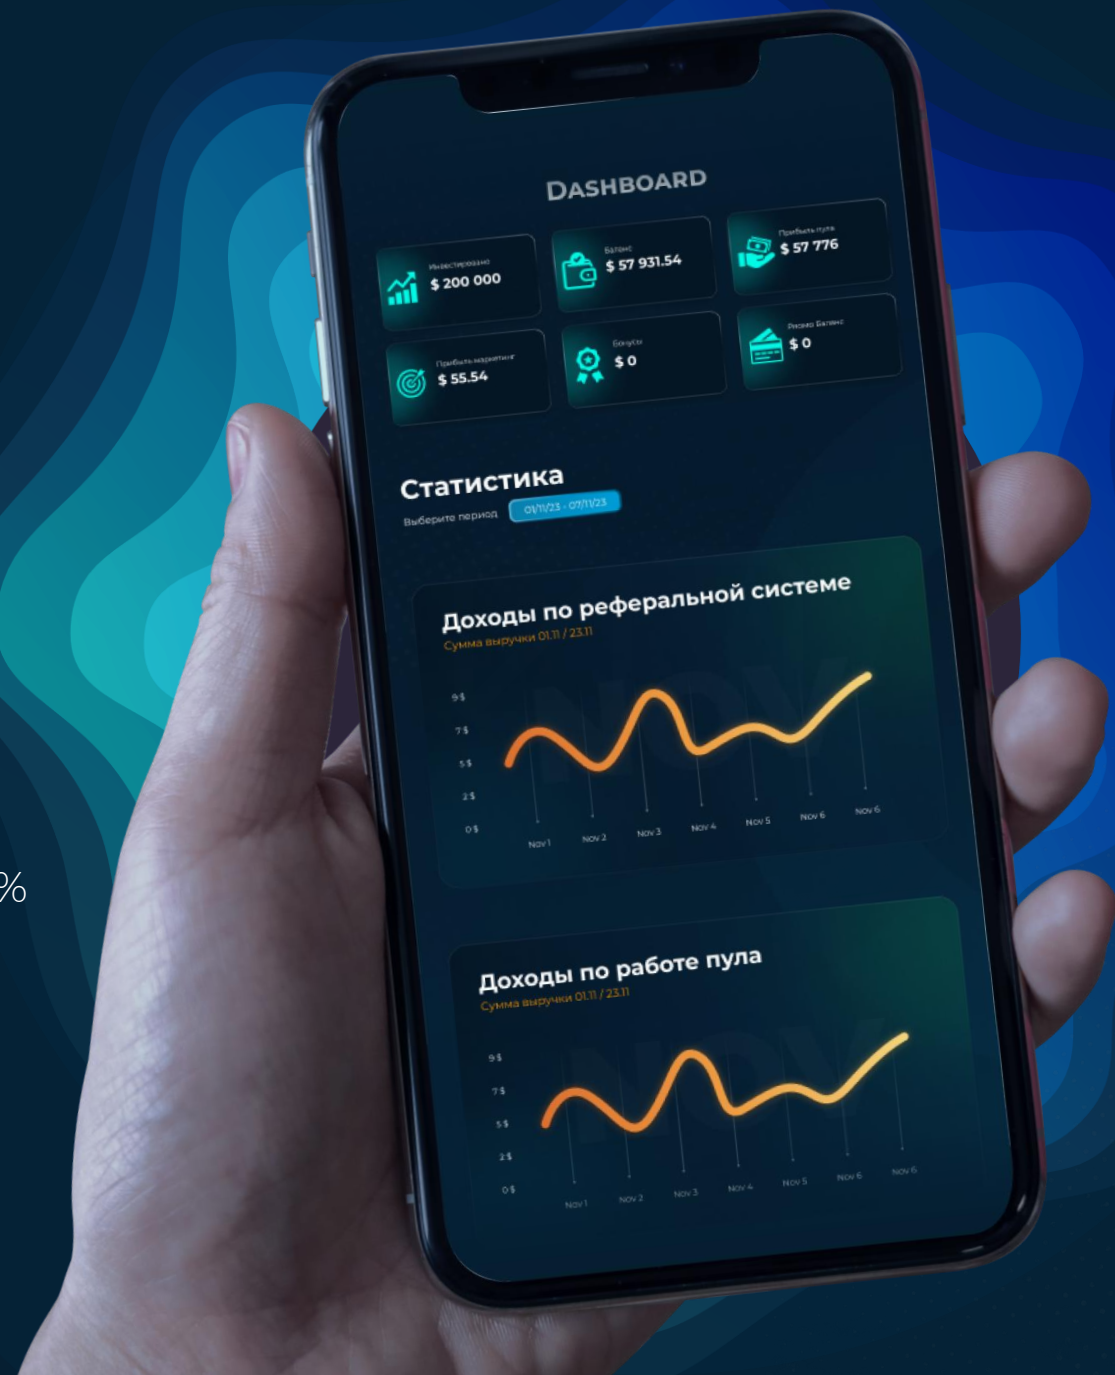 DASHBOARD
Инвестировано
$ 200 000
Баланс
$ 57 931.54
Прибыль пула
$ 57 776
Прибыль маркетинг
$ 55.54
Бонусы
$ 0
Промо Баланс
$ 0
Статистика
Выберите период 01/11/23 - 07/11/23
Доходы по реферальной системе
Сумма выручки 01.11 / 23.11
NOV
9 $
7 $
5 $
2 $
0 $
Nov 1 Nov 2 Nov 3 Nov 4 Nov 5 Nov 6 Nov 6
%
Доходы по работе пула
Сумма выручки 01.11 / 23.11
NOV
9 $
7 $
5 $
2 $
0 $
Nov 1 Nov 2 Nov 3 Nov 4 Nov 5 Nov 6 Nov 6